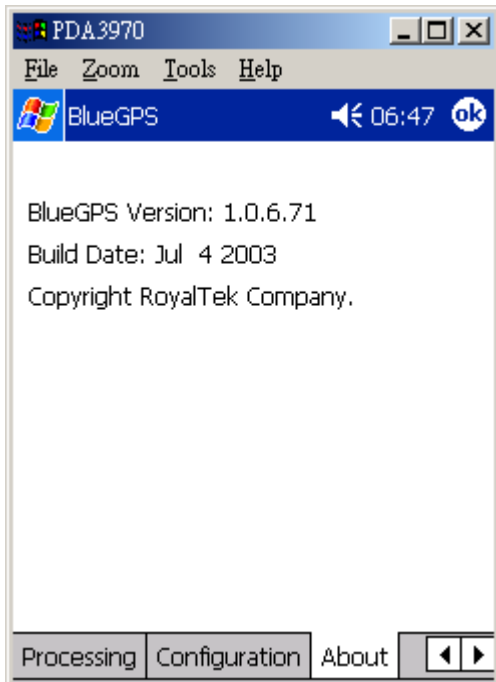 PDA3970
File Zoom Tools Help
BlueGPS 06:47 ok
BlueGPS Version: 1.0.6.71
Build Date: Jul 4 2003
Copyright RoyalTek Company.
Processing Configuration About